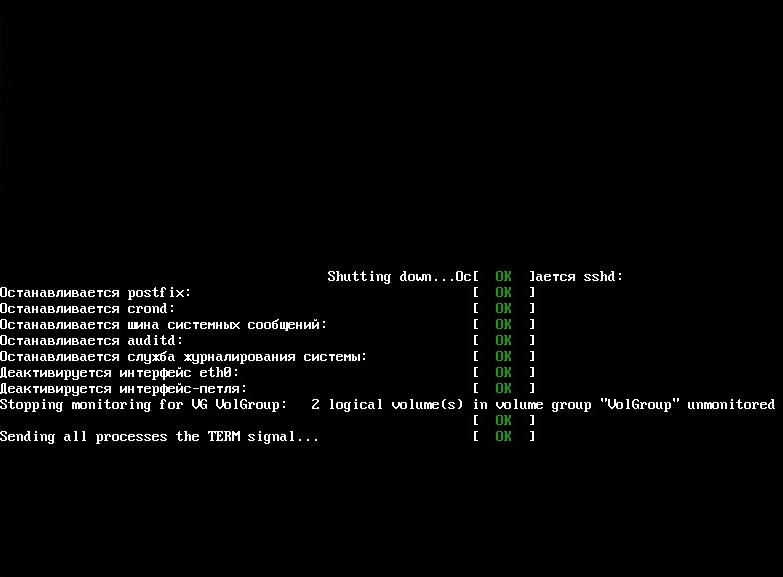 Shutting down...Ос[  OK  ]ается sshd:
Останавливается postfix: [  OK  ]
Останавливается crond: [  OK  ]
Останавливается шина системных сообщений: [  OK  ]
Останавливается auditd: [  OK  ]
Останавливается служба журналирования системы: [  OK  ]
Деактивируется интерфейс eth0: [  OK  ]
Деактивируется интерфейс-петля: [  OK  ]
Stopping monitoring for VG VolGroup:   2 logical volume(s) in volume group "VolGroup" unmonitored
[  OK  ]
Sending all processes the TERM signal... [  OK  ]